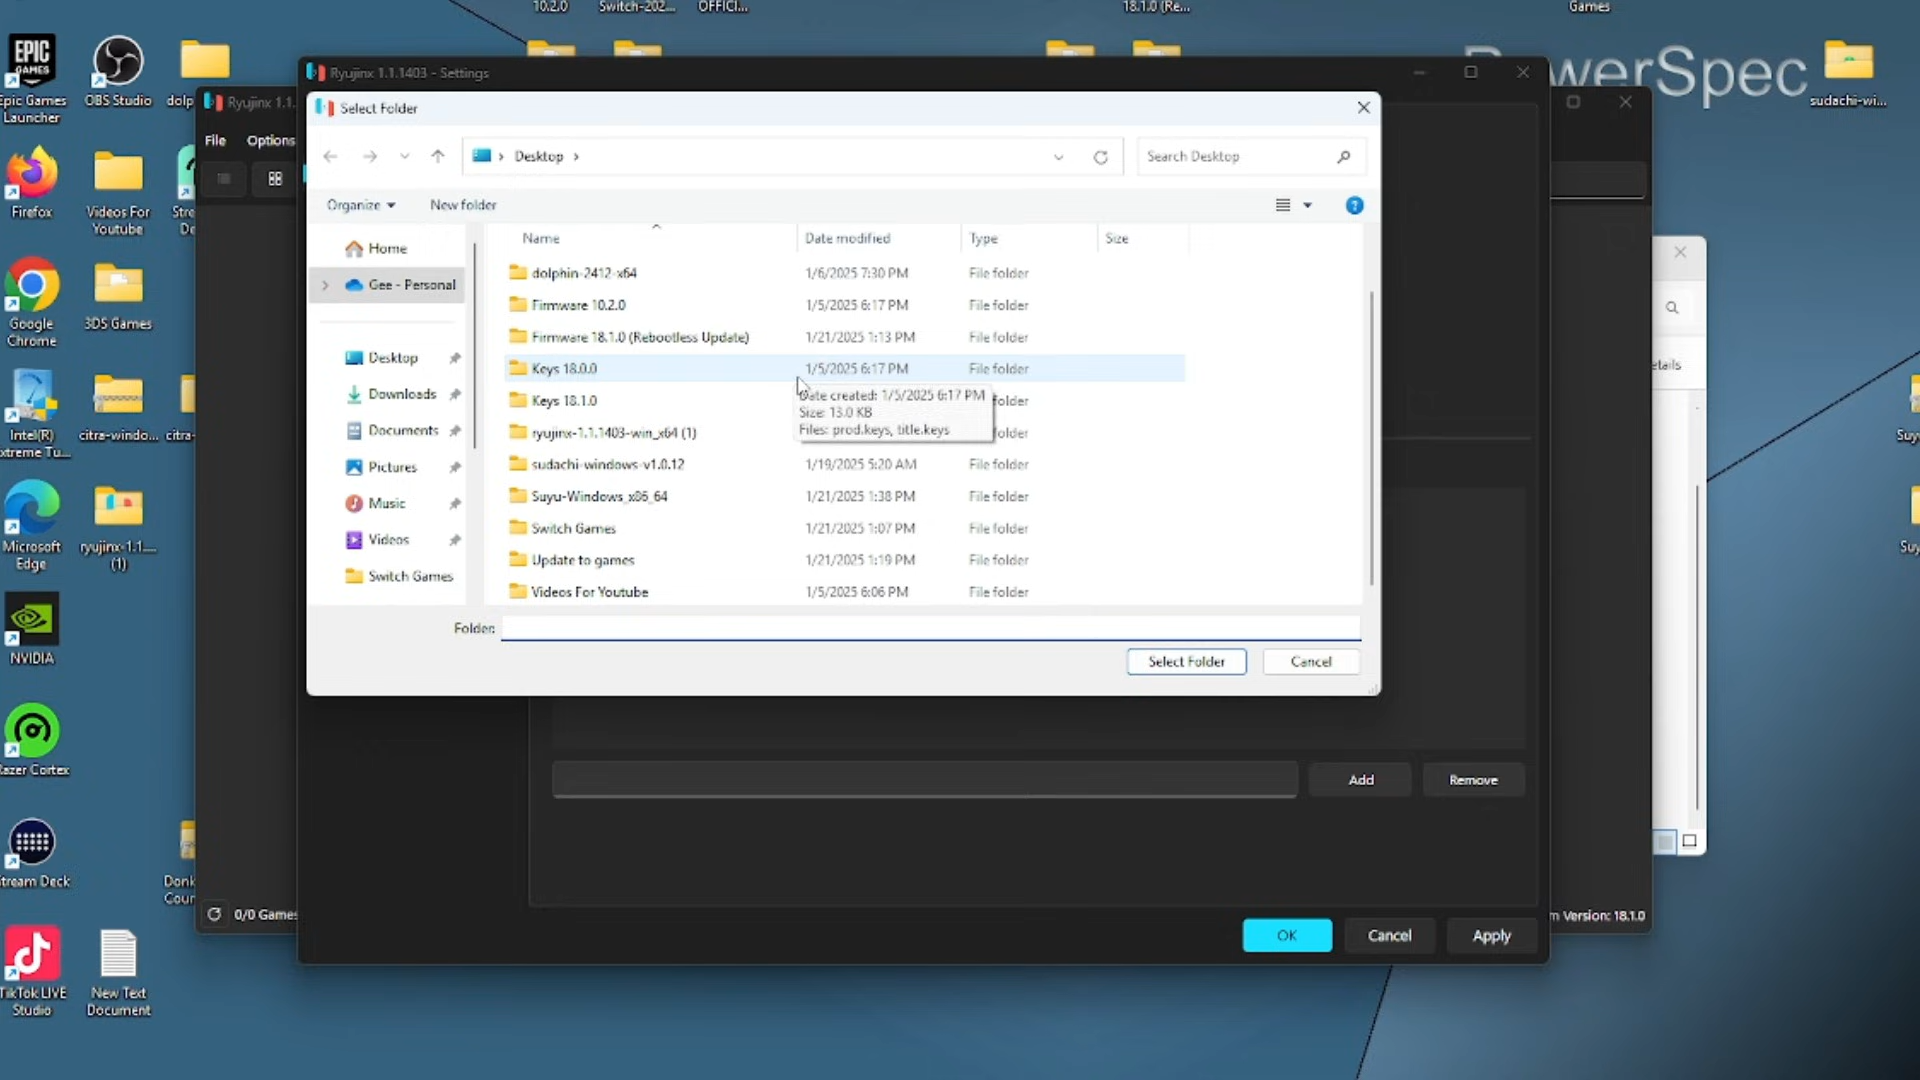 10.2.0
Switch-202...
OFFICI...
18.1.0 (Re...
Games
EPIC
GAMES
Epic Games
Launcher
OBS Studio
dolp
PowerSpec
sudachi-wi...
Ryujinx 1.1.1403 - Settings
Ryujinx 1.1.
File
Options
Select Folder
Desktop
Search Desktop
Organize
New folder
Home
Gee - Personal
Desktop
Downloads
Documents
Pictures
Music
Videos
Switch Games
Name
Date modified
Type
Size
dolphin-2412-x64
1/6/2025 7:30 PM
File folder
Firmware 10.2.0
1/5/2025 6:17 PM
File folder
Firmware 18.1.0 (Rebootless Update)
1/21/2025 1:13 PM
File folder
Keys 18.0.0
1/5/2025 6:17 PM
File folder
Keys 18.1.0
older
Date created: 1/5/2025 6:17 PM
Size: 13.0 KB
Files: prod.keys, title.keys
ryujinx-1.1.1403-win_x64 (1)
older
sudachi-windows-v1.0.12
1/19/2025 5:20 AM
File folder
Suyu-Windows_x86_64
1/21/2025 1:38 PM
File folder
Switch Games
1/21/2025 1:07 PM
File folder
Update to games
1/21/2025 1:19 PM
File folder
Videos For Youtube
1/5/2025 6:06 PM
File folder
Folder:
Select Folder
Cancel
Add
Remove
OK
Cancel
Apply
0/0 Games
m Version: 18.1.0
etails
Firefox
Videos For
Youtube
Stre
De
Google
Chrome
3DS Games
Intel(R)
xtreme Tu...
citra-windo...
citra-
Suyu
Microsoft
Edge
ryujinx-1.1....
(1)
Suy
NVIDIA
Razer Cortex
Stream Deck
Donk
Cour
TikTok LIVE
Studio
New Text
Document